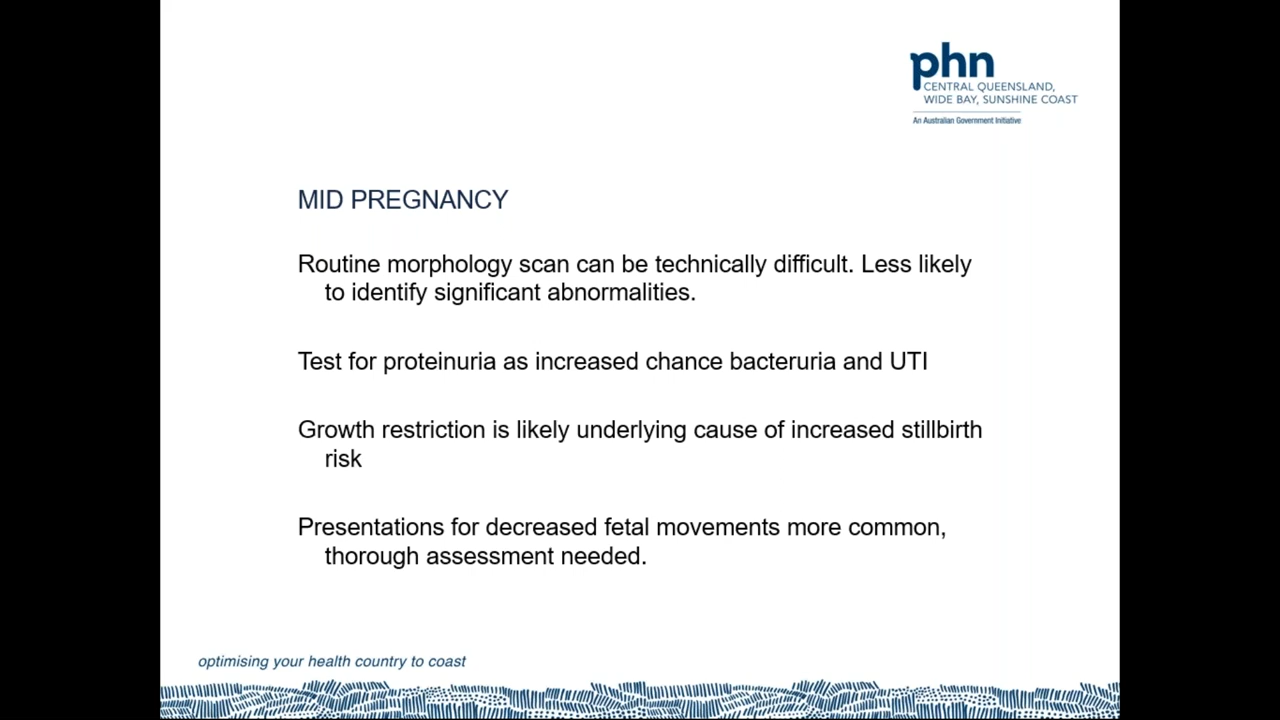 phn
CENTRAL QUEENSLAND,
WIDE BAY, SUNSHINE COAST
An Australian Government Initiative
MID PREGNANCY
Routine morphology scan can be technically difficult. Less likely
to identify significant abnormalities.
Test for proteinuria as increased chance bacteruria and UTI
Growth restriction is likely underlying cause of increased stillbirth
risk
Presentations for decreased fetal movements more common,
thorough assessment needed.
optimising your health country to coast